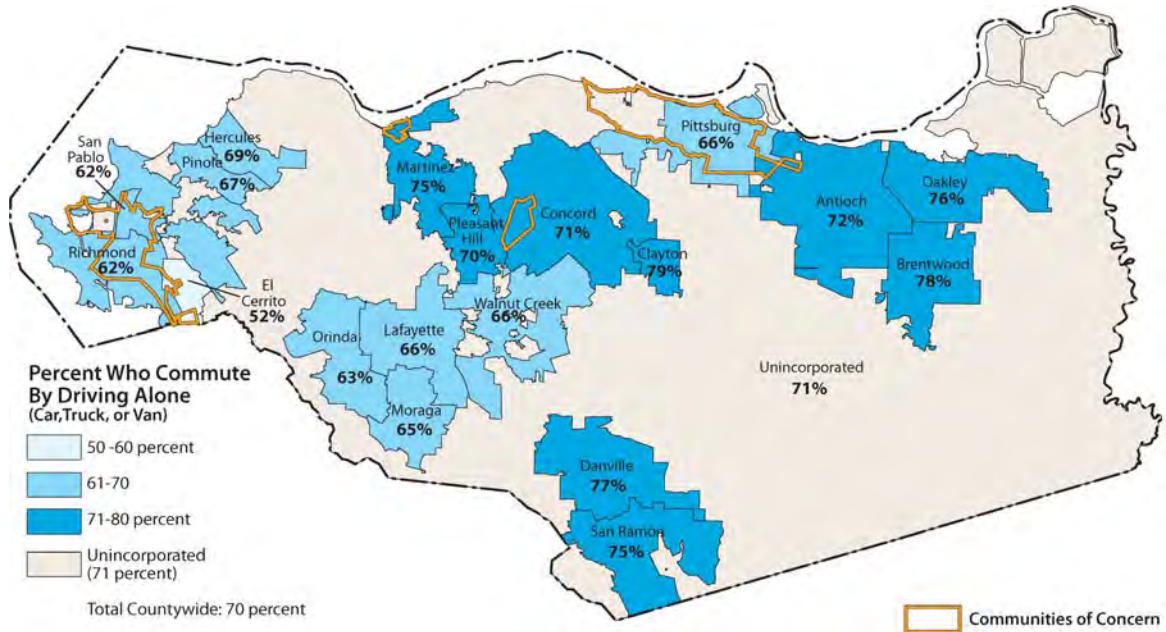 San
Pablo
62%
Hercules
69%
Pinole
67%
Richmond
62%
El
Cerrito
52%
Martinez
75%
Pleasant
Hill
70%
Concord
71%
Clayton
79%
Pittsburg
66%
Antioch
72%
Oakley
76%
Brentwood
78%
Orinda
63%
Lafayette
66%
Walnut Creek
66%
Moraga
65%
Unincorporated
71%
Danville
77%
San Ramon
75%
Percent Who Commute
By Driving Alone
(Car,Truck, or Van)
50 -60 percent
61-70
71-80 percent
Unincorporated
(71 percent)
Total Countywide: 70 percent
Communities of Concern